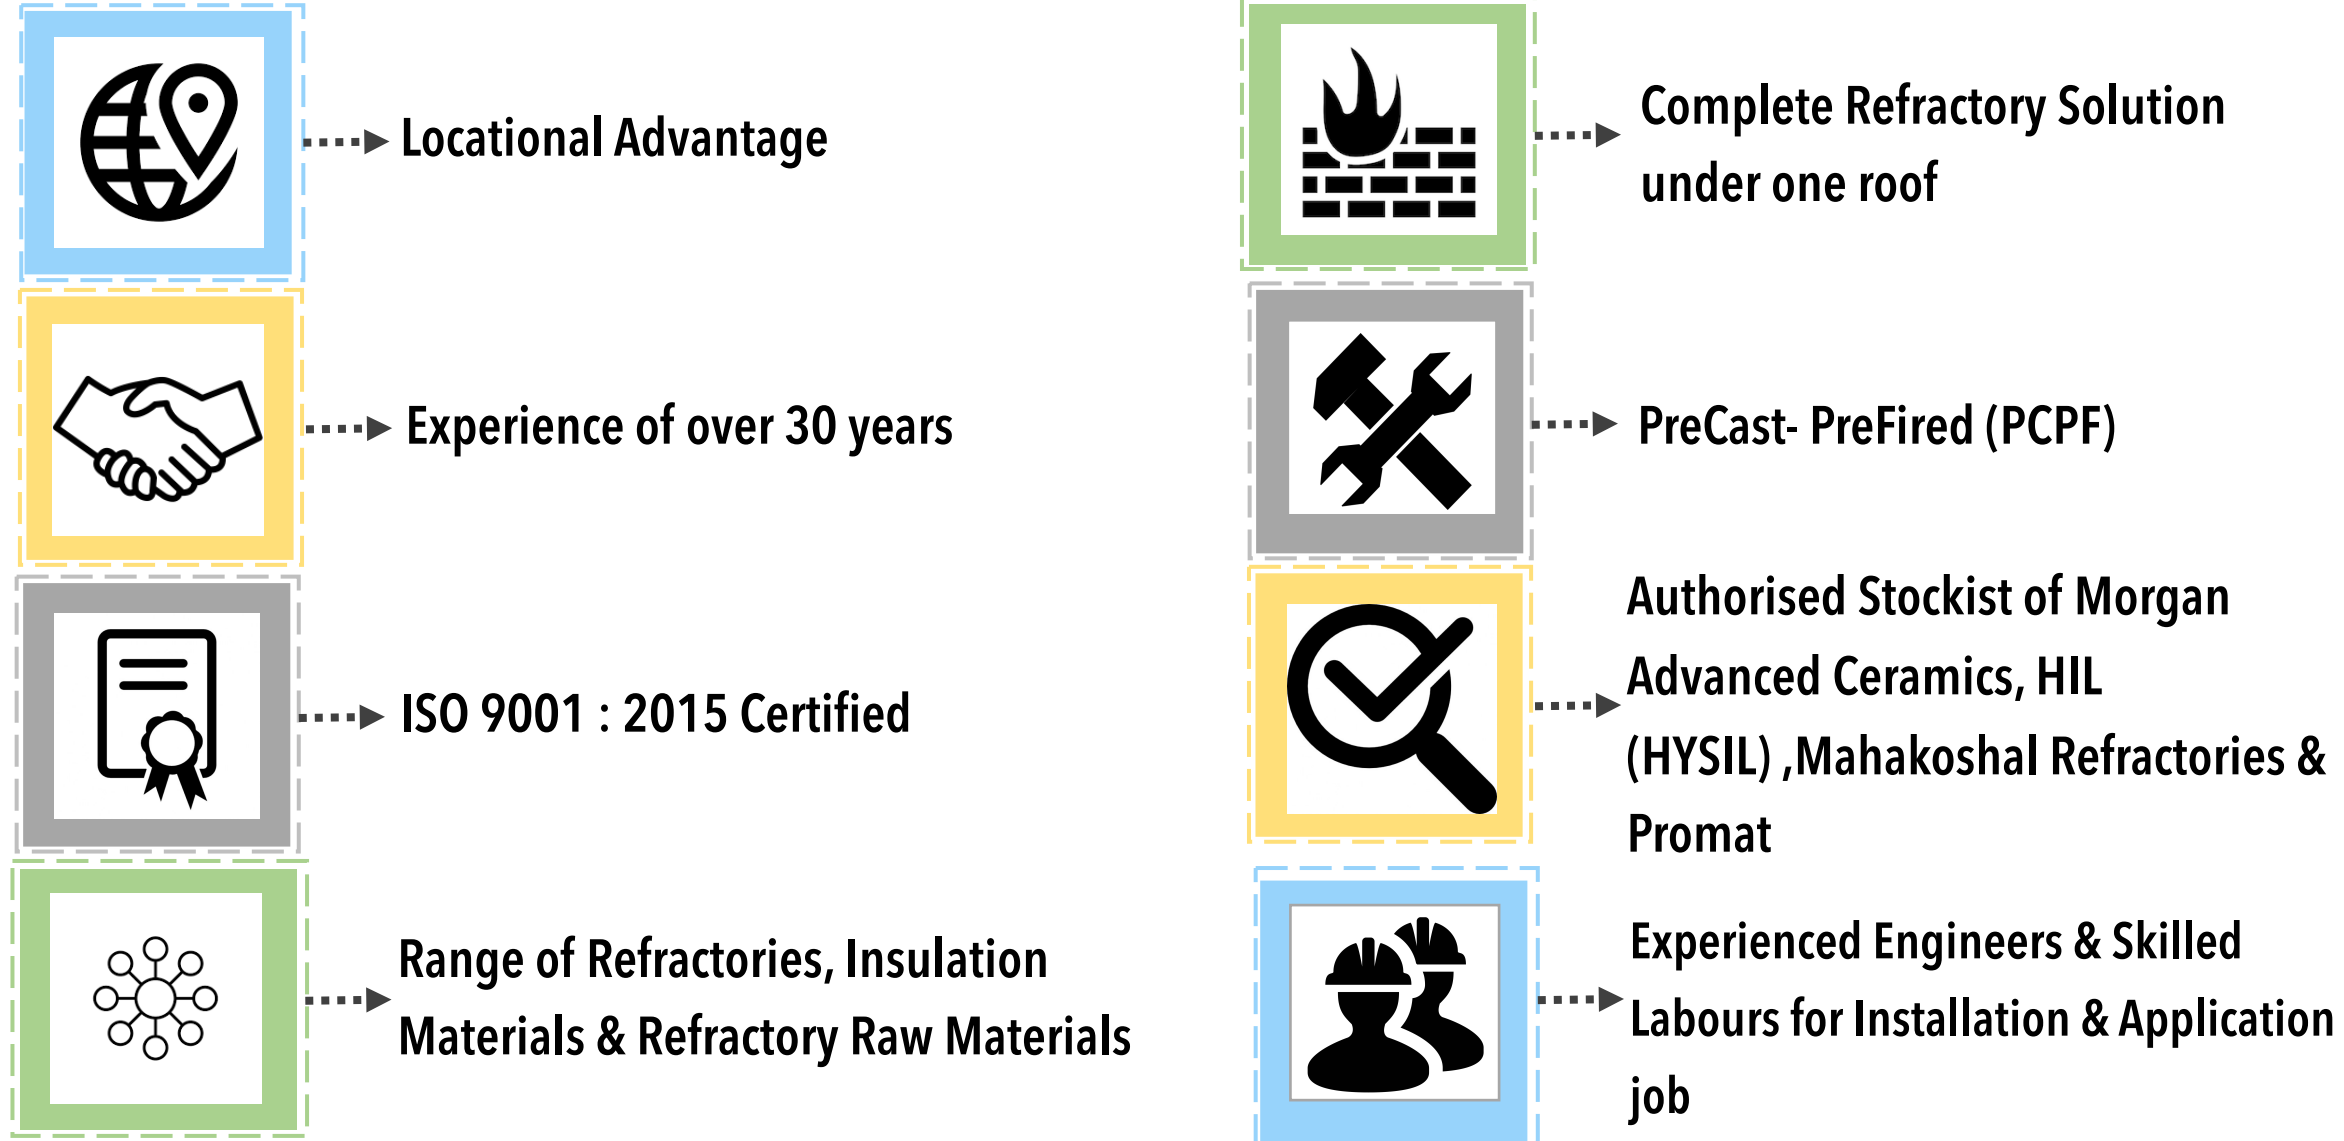 Locational Advantage
Experience of over 30 years
ISO 9001 : 2015 Certified
Range of Refractories, Insulation
Materials & Refractory Raw Materials
Complete Refractory Solution
under one roof
PreCast- PreFired (PCPF)
Authorised Stockist of Morgan
Advanced Ceramics, HIL
(HYSIL) ,Mahakoshal Refractories &
Promat
Experienced Engineers & Skilled
Labours for Installation & Application
job